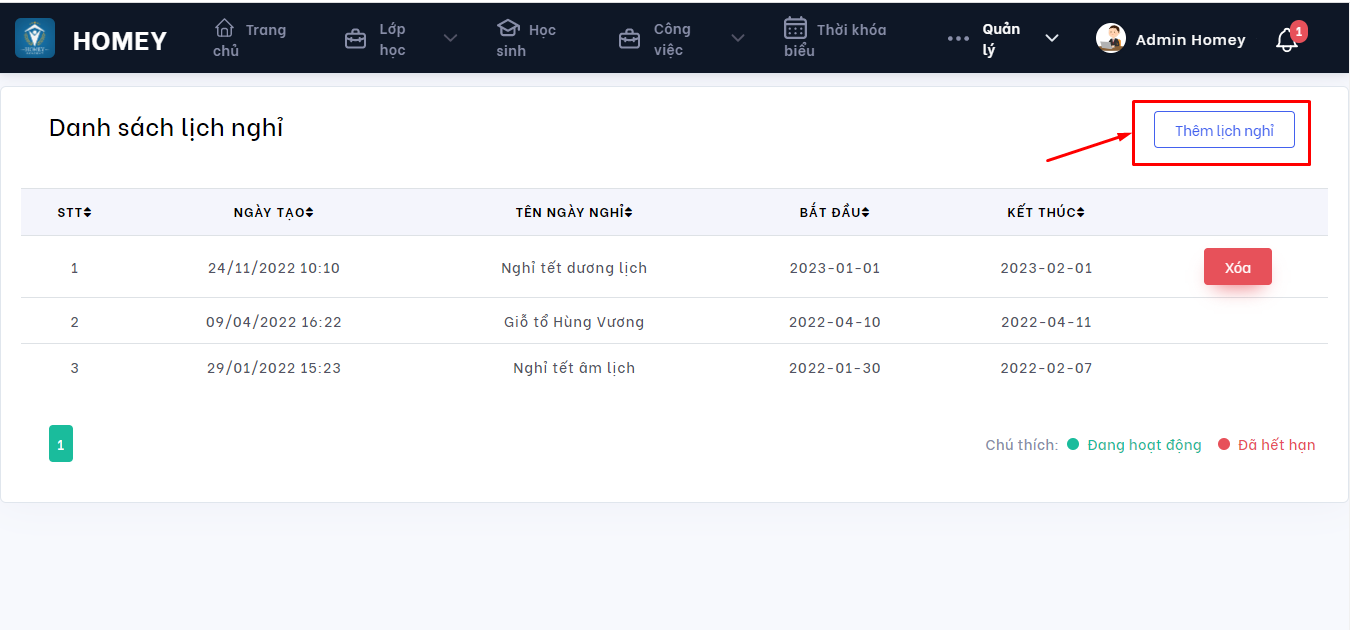 HOMEY
Trang chủ
Lớp học
Học sinh
Công việc
Thời khóa biểu
Quản lý
Admin Homey
1
Danh sách lịch nghỉ
Thêm lịch nghỉ
STT NGÀY TẠO TÊN NGÀY NGHỈ BẮT ĐẦU KẾT THÚC
1 24/11/2022 10:10 Nghỉ tết dương lịch 2023-01-01 2023-02-01 Xóa
2 09/04/2022 16:22 Giỗ tổ Hùng Vương 2022-04-10 2022-04-11
3 29/01/2022 15:23 Nghỉ tết âm lịch 2022-01-30 2022-02-07
1
Chú thích: Đang hoạt động Đã hết hạn